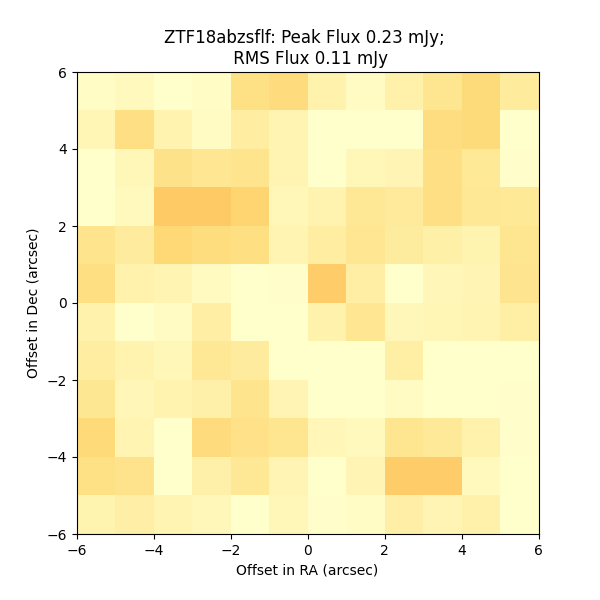 ZTF18abzsflf: Peak Flux 0.23 mJy;
RMS Flux 0.11 mJy
6
4
2
0
−2
−4
−6
Offset in Dec (arcsec)
−6 −4 −2 0 2 4 6
Offset in RA (arcsec)